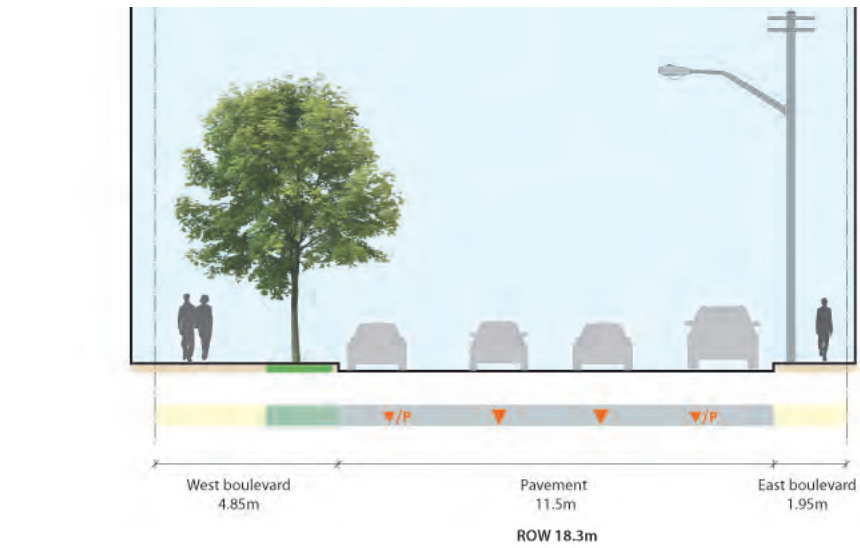 ▼/P ▼ ▼ ▼/P
West boulevard
4.85m
Pavement
11.5m
East boulevard
1.95m
ROW 18.3m